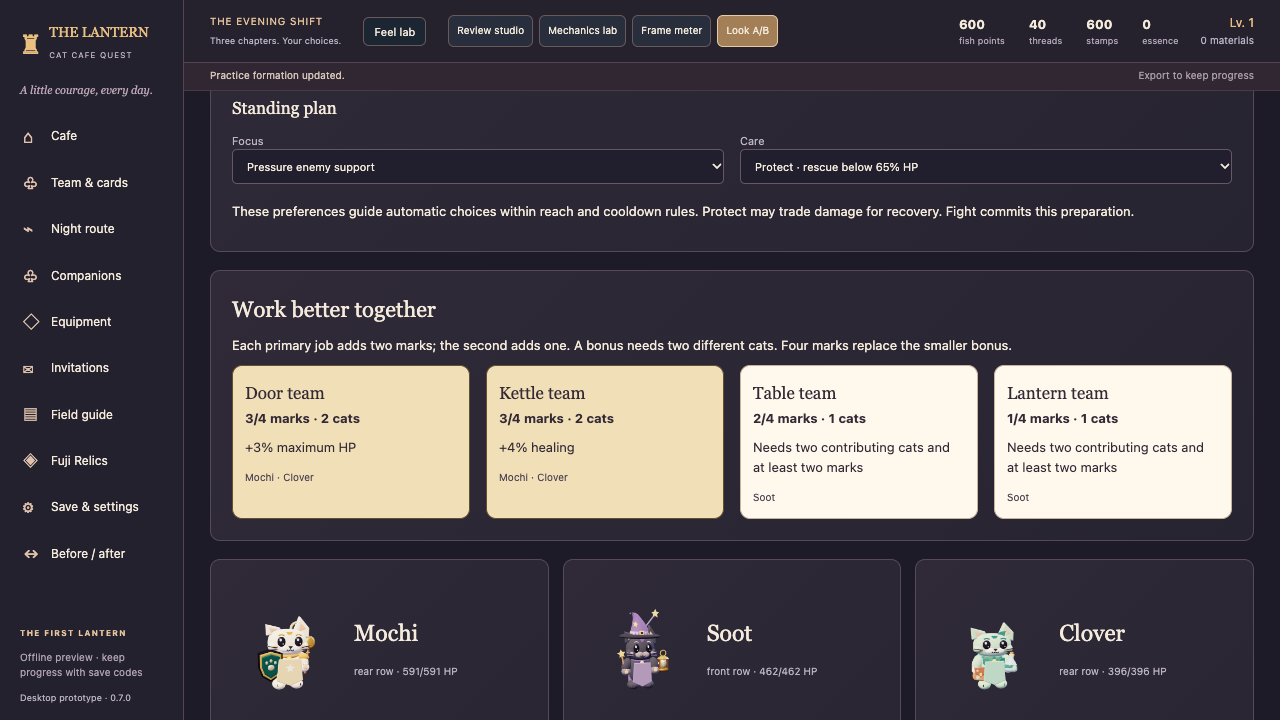 THE LANTERN
CAT CAFE QUEST
A little courage, every day.
Cafe
Team & cards
Night route
Companions
Equipment
Invitations
Field guide
Fuji Relics
Save & settings
Before / after
THE FIRST LANTERN
Offline preview · keep
progress with save codes
Desktop prototype · 0.7.0
THE EVENING SHIFT
Three chapters. Your choices.
Feel lab
Review studio
Mechanics lab
Frame meter
Look A/B
600
fish points
40
threads
600
stamps
0
essence
Lv. 1
0 materials
Practice formation updated.
Export to keep progress
Standing plan
Focus
Pressure enemy support
Care
Protect · rescue below 65% HP
These preferences guide automatic choices within reach and cooldown rules. Protect may trade damage for recovery. Fight commits this preparation.
Work better together
Each primary job adds two marks; the second adds one. A bonus needs two different cats. Four marks replace the smaller bonus.
Door team
3/4 marks · 2 cats
+3% maximum HP
Mochi · Clover
Kettle team
3/4 marks · 2 cats
+4% healing
Mochi · Clover
Table team
2/4 marks · 1 cats
Needs two contributing cats and
at least two marks
Soot
Lantern team
1/4 marks · 1 cats
Needs two contributing cats and
at least two marks
Soot
Mochi
rear row · 591/591 HP
Soot
front row · 462/462 HP
Clover
rear row · 396/396 HP